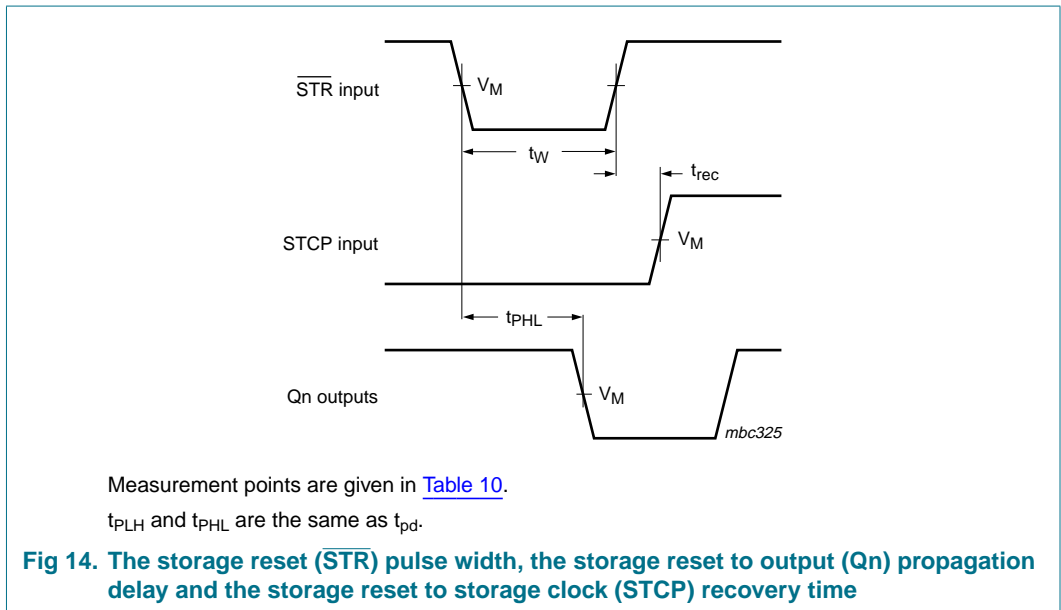 S̅T̅R̅ input
VM
tW
trec
STCP input
VM
tPHL
Qn outputs
VM
mbc325
Measurement points are given in Table 10.
tPLH and tPHL are the same as tpd.
Fig 14. The storage reset (S̅T̅R̅) pulse width, the storage reset to output (Qn) propagation
delay and the storage reset to storage clock (STCP) recovery time